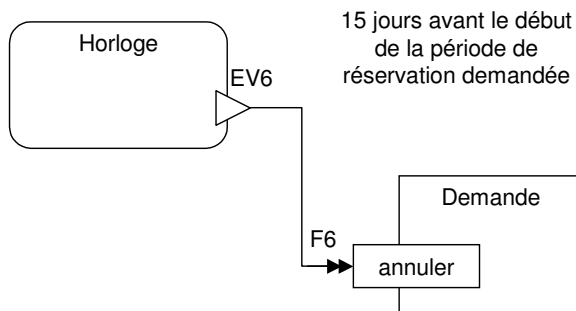 Horloge
15 jours avant le début
de la période de
réservation demandée
EV6
Demande
F6
annuler